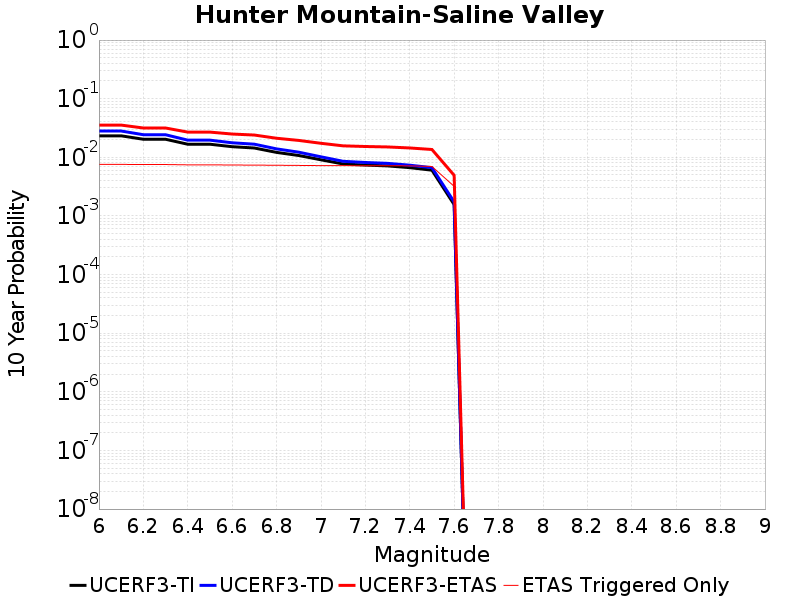 Hunter Mountain-Saline Valley
10^0
10^-1
10^-2
10^-3
10^-4
10^-5
10^-6
10^-7
10^-8
10 Year Probability
6 6.2 6.4 6.6 6.8 7 7.2 7.4 7.6 7.8 8 8.2 8.4 8.6 8.8 9
Magnitude
UCERF3-TI UCERF3-TD UCERF3-ETAS ETAS Triggered Only